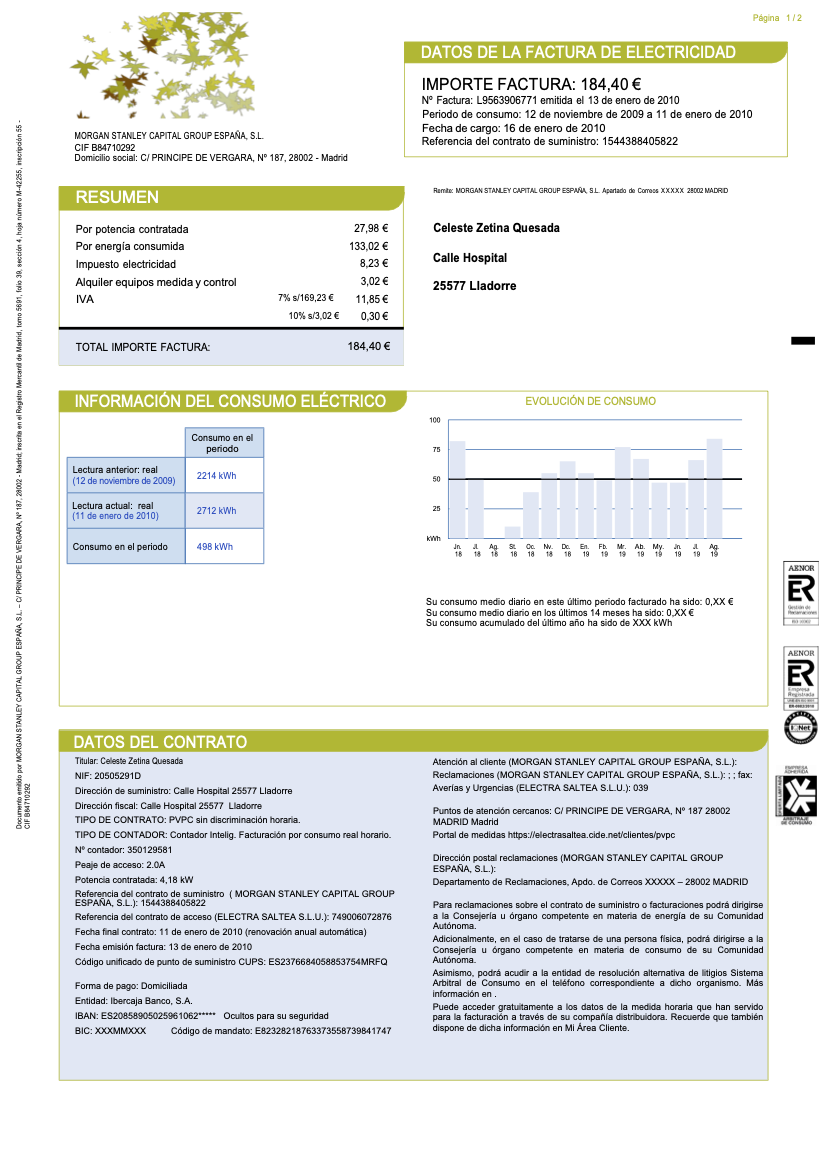 Página 1 / 2
DATOS DE LA FACTURA DE ELECTRICIDAD
IMPORTE FACTURA: 184,40 €
Nº Factura: L9563906771 emitida el 13 de enero de 2010
Periodo de consumo: 12 de noviembre de 2009 a 11 de enero de 2010
Fecha de cargo: 16 de enero de 2010
Referencia del contrato de suministro: 1544388405822
MORGAN STANLEY CAPITAL GROUP ESPAÑA, S.L.
CIF B84710292
Domicilio social: C/ PRINCIPE DE VERGARA, Nº 187, 28002 - Madrid
Documento emitido por MORGAN STANLEY CAPITAL GROUP ESPAÑA, S.L. – C/ PRINCIPE DE VERGARA, Nº 187, 28002 - Madrid, inscrita en el Registro Mercantil de Madrid, tomo 5691, folio 39, sección 4, hoja número M-42255, inscripción 55 -
CIF B84710292
RESUMEN
Por potencia contratada 27,98 €
Por energía consumida 133,02 €
Impuesto electricidad 8,23 €
Alquiler equipos medida y control 3,02 €
IVA 7% s/169,23 € 11,85 €
10% s/3,02 € 0,30 €
TOTAL IMPORTE FACTURA: 184,40 €
Remite: MORGAN STANLEY CAPITAL GROUP ESPAÑA, S.L. Apartado de Correos XXXXX 28002 MADRID
Celeste Zetina Quesada
Calle Hospital
25577 Lladorre
INFORMACIÓN DEL CONSUMO ELÉCTRICO
Consumo en el
periodo
Lectura anterior: real
(12 de noviembre de 2009) 2214 kWh
Lectura actual: real
(11 de enero de 2010) 2712 kWh
Consumo en el periodo 498 kWh
EVOLUCIÓN DE CONSUMO
100
75
50
25
kWh
Jn. Jl. Ag. St. Oc. Nv. Dc. En. Fb. Mr. Ab. My. Jn. Jl. Ag.
18 18 18 18 18 18 18 19 19 19 19 19 19 19 19
Su consumo medio diario en este último periodo facturado ha sido: 0,XX €
Su consumo medio diario en los últimos 14 meses ha sido: 0,XX €
Su consumo acumulado del último año ha sido de XXX kWh
AENOR
ER
Gestión de
Reclamaciones
AENOR
ER
Empresa
Registrada
IQNet
EMPRESA
ADHERIDA
OFERTA LIMITADA
ARBITRAJE
DE CONSUMO
DATOS DEL CONTRATO
Titular: Celeste Zetina Quesada
NIF: 20505291D
Dirección de suministro: Calle Hospital 25577 Lladorre
Dirección fiscal: Calle Hospital 25577 Lladorre
TIPO DE CONTRATO: PVPC sin discriminación horaria.
TIPO DE CONTADOR: Contador Intelig. Facturación por consumo real horario.
Nº contador: 350129581
Peaje de acceso: 2.0A
Potencia contratada: 4,18 kW
Referencia del contrato de suministro ( MORGAN STANLEY CAPITAL GROUP
ESPAÑA, S.L.): 1544388405822
Referencia del contrato de acceso (ELECTRA SALTEA S.L.U.): 749006072876
Fecha final contrato: 11 de enero de 2010 (renovación anual automática)
Fecha emisión factura: 13 de enero de 2010
Código unificado de punto de suministro CUPS: ES2376684058853754MRFQ
Forma de pago: Domiciliada
Entidad: Ibercaja Banco, S.A.
IBAN: ES20858905025961062***** Ocultos para su seguridad
BIC: XXXMMXXX Código de mandato: E82328218763373558739841747
Atención al cliente (MORGAN STANLEY CAPITAL GROUP ESPAÑA, S.L.):
Reclamaciones (MORGAN STANLEY CAPITAL GROUP ESPAÑA, S.L.): ; ; fax:
Averías y Urgencias (ELECTRA SALTEA S.L.U.): 039
Puntos de atención cercanos: C/ PRINCIPE DE VERGARA, Nº 187 28002
MADRID Madrid
Portal de medidas https://electrasaltea.cide.net/clientes/pvpc
Dirección postal reclamaciones (MORGAN STANLEY CAPITAL GROUP
ESPAÑA, S.L.):
Departamento de Reclamaciones, Apdo. de Correos XXXXX – 28002 MADRID
Para reclamaciones sobre el contrato de suministro o facturaciones podrá dirigirse
a la Consejería u órgano competente en materia de energía de su Comunidad
Autónoma.
Adicionalmente, en el caso de tratarse de una persona física, podrá dirigirse a la
Consejería u órgano competente en materia de consumo de su Comunidad
Autónoma.
Asimismo, podrá acudir a la entidad de resolución alternativa de litigios Sistema
Arbitral de Consumo en el teléfono correspondiente a dicho organismo. Más
información en .
Puede acceder gratuitamente a los datos de la medida horaria que han servido
para la facturación a través de su compañía distribuidora. Recuerde que también
dispone de dicha información en Mi Área Cliente.